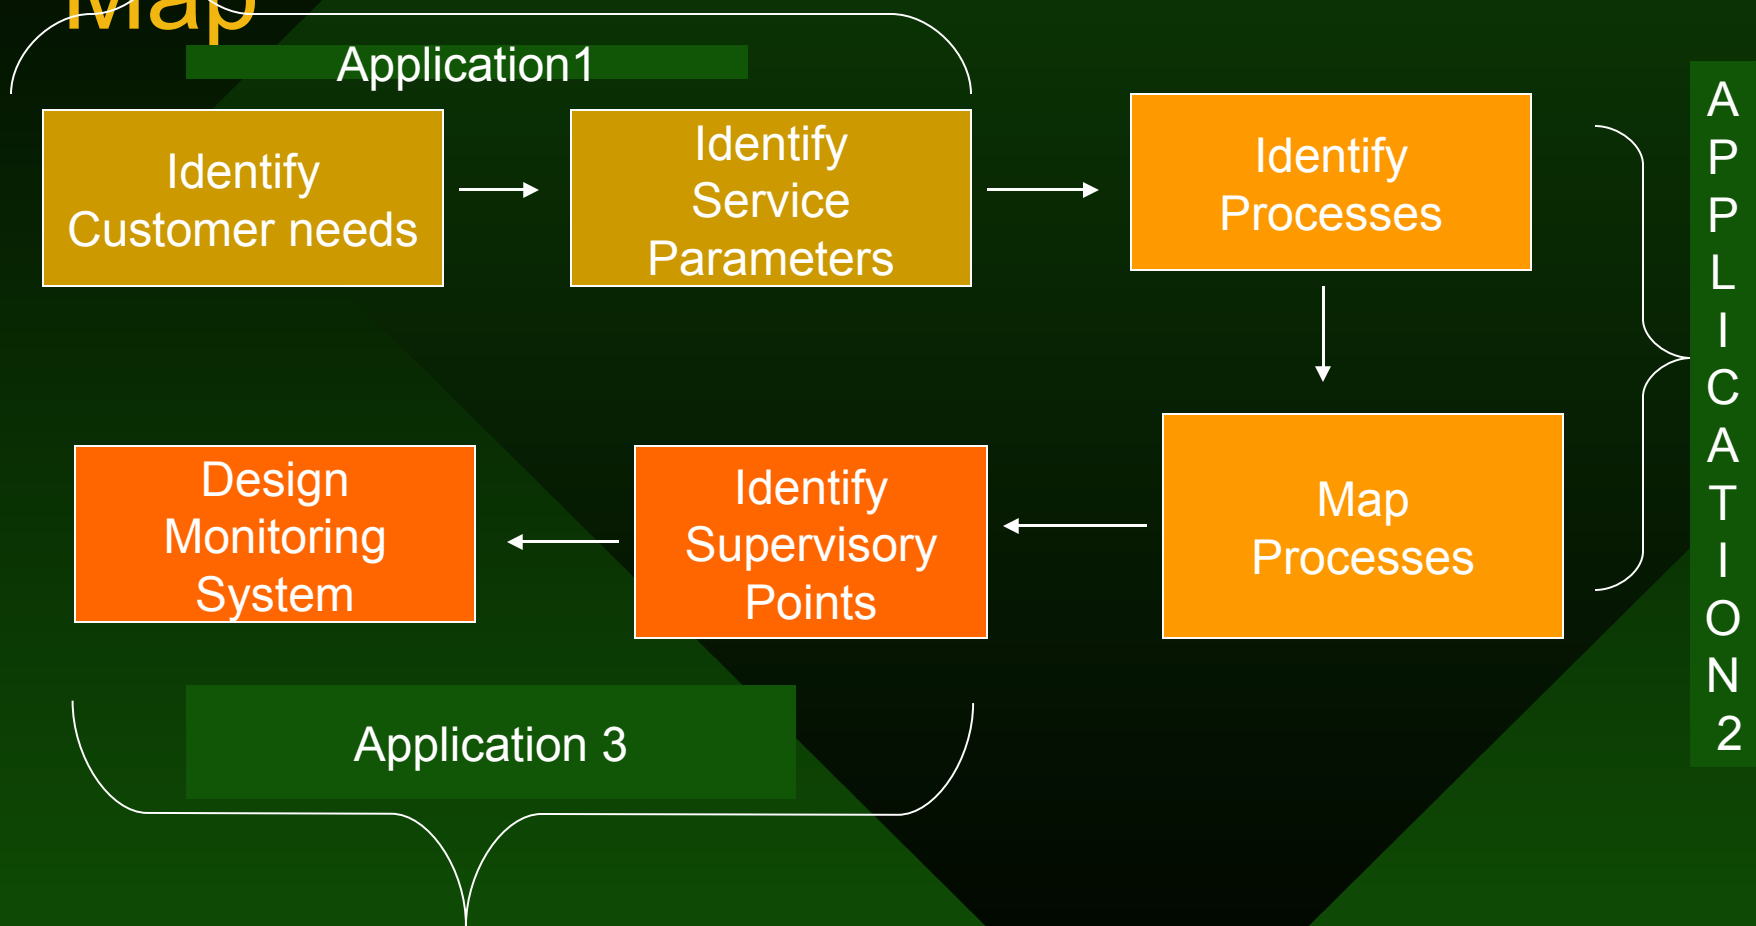 Map
Application1
Identify
Customer needs
Identify
Service
Parameters
Identify
Processes
A
P
P
L
I
C
A
T
I
O
N
2
Map
Processes
Identify
Supervisory
Points
Design
Monitoring
System
Application 3